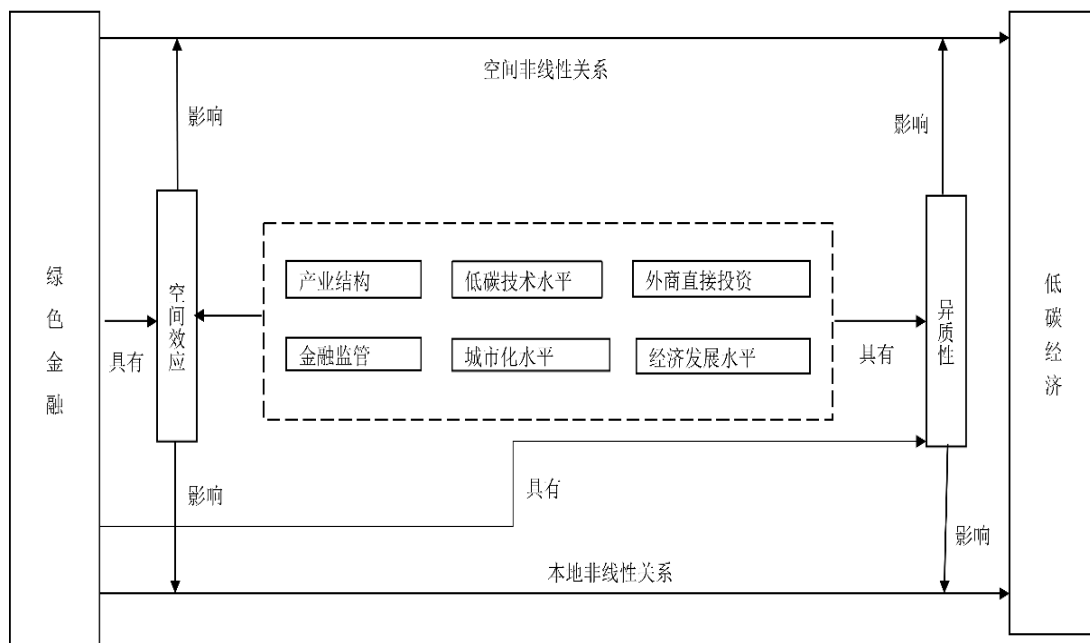 空间非线性关系
影响
影响
绿色金融
具有
空间效应
产业结构
低碳技术水平
外商直接投资
金融监管
城市化水平
经济发展水平
具有
异质性
低碳经济
影响
具有
影响
本地非线性关系